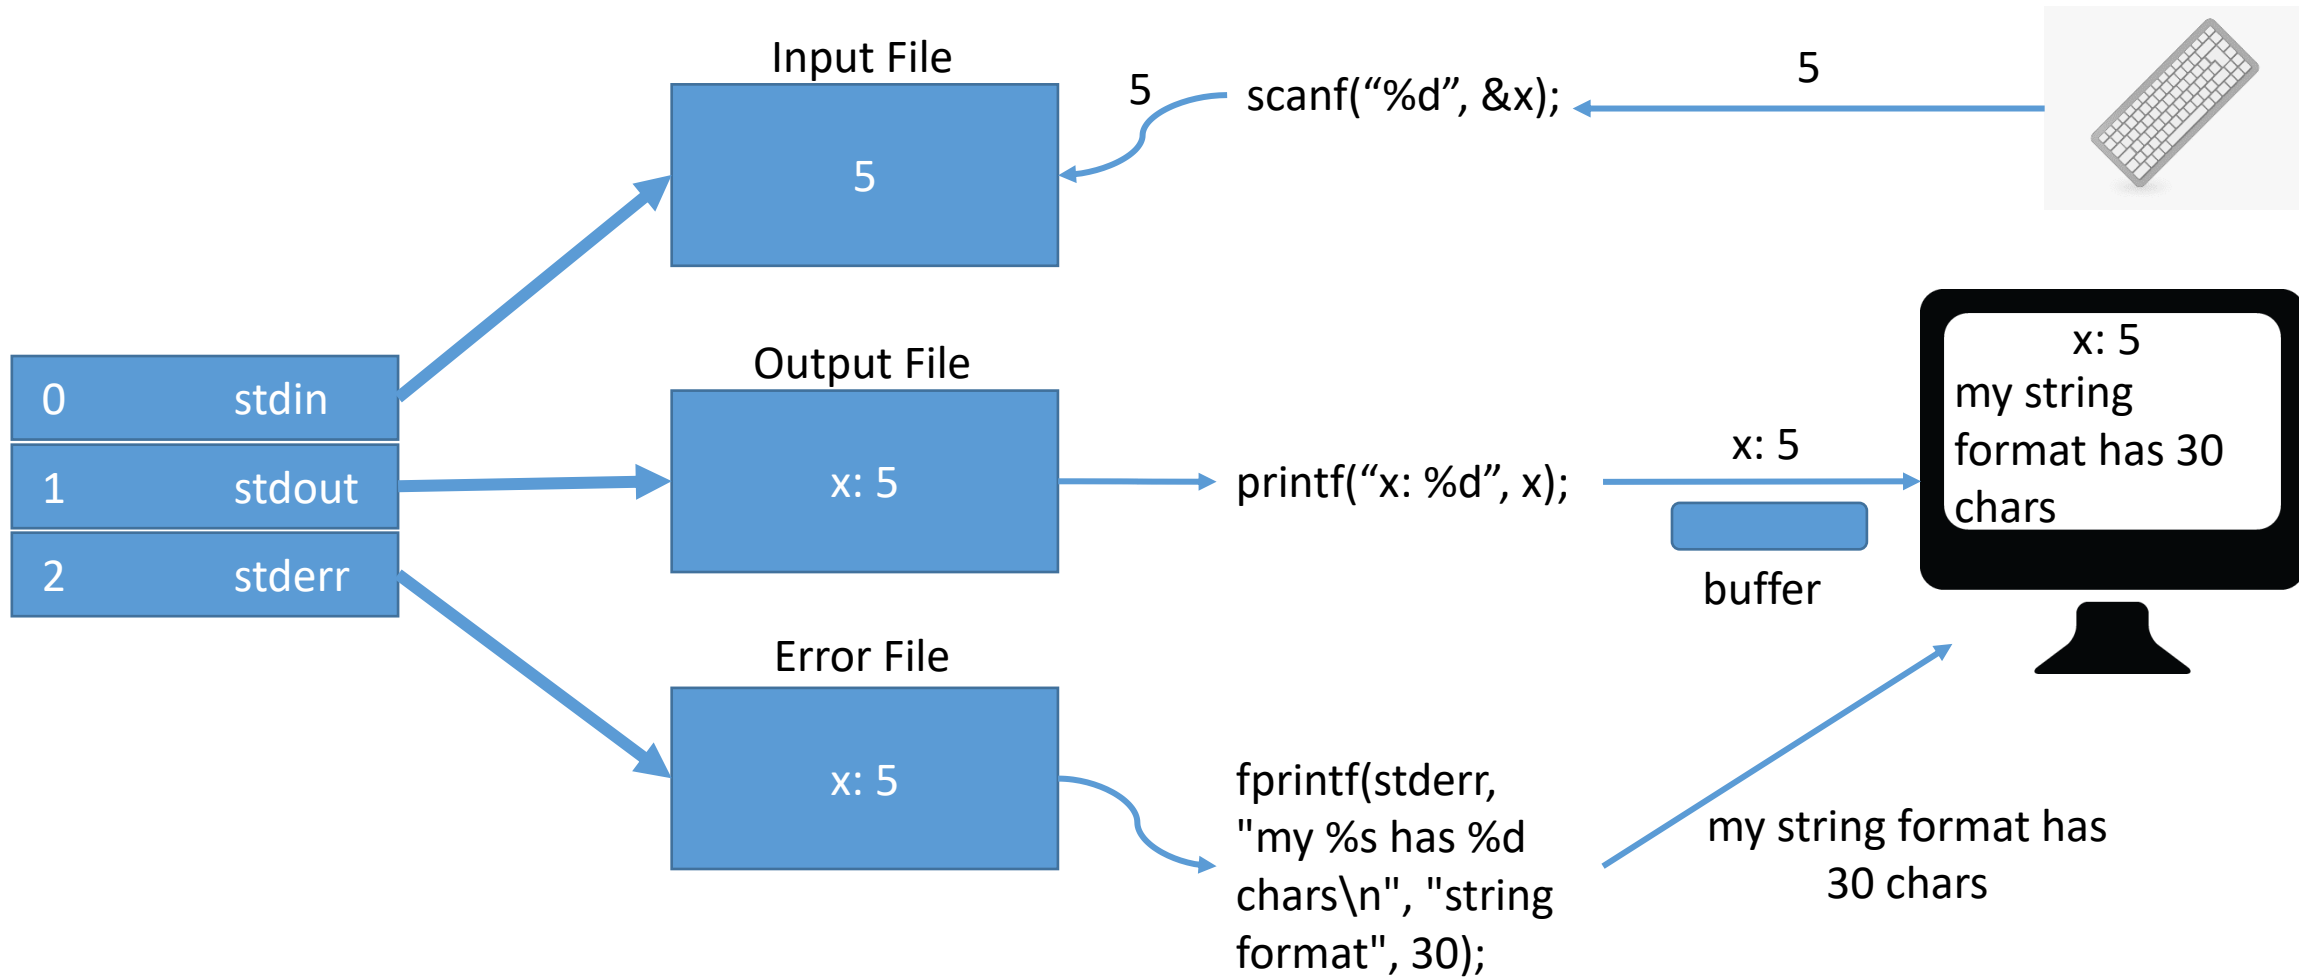 Input File
5
5
scanf(“%d”, &x);
5
0 stdin
1 stdout
2 stderr
Output File
x: 5
printf(“x: %d”, x);
x: 5
buffer
x: 5
my string
format has 30
chars
Error File
x: 5
fprintf(stderr,
"my %s has %d
chars\n", "string
format", 30);
my string format has
30 chars